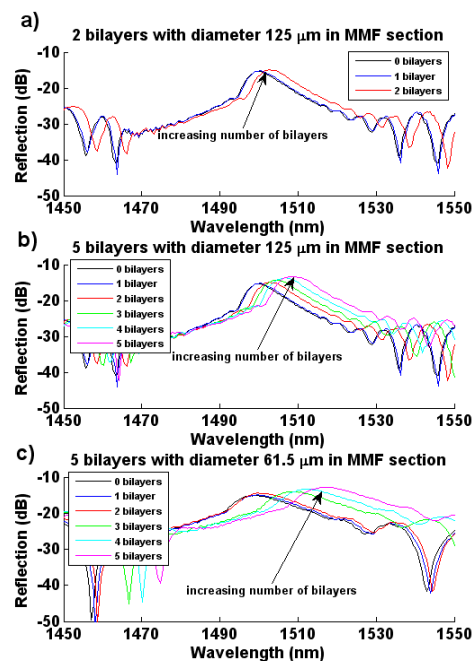 a)
2 bilayers with diameter 125 µm in MMF section
-10
-20
-30
-40
-50
Reflection (dB)
0 bilayers
1 bilayer
2 bilayers
increasing number of bilayers
1450 1470 1490 1510 1530 1550
Wavelength (nm)
b)
5 bilayers with diameter 125 µm in MMF section
-10
-20
-30
-40
-50
Reflection (dB)
0 bilayers
1 bilayer
2 bilayers
3 bilayers
4 bilayers
5 bilayers
increasing number of bilayers
1450 1470 1490 1510 1530 1550
Wavelength (nm)
c)
5 bilayers with diameter 61.5 µm in MMF section
-10
-20
-30
-40
-50
Reflection (dB)
0 bilayers
1 bilayer
2 bilayers
3 bilayers
4 bilayers
5 bilayers
increasing number of bilayers
1450 1470 1490 1510 1530 1550
Wavelength (nm)